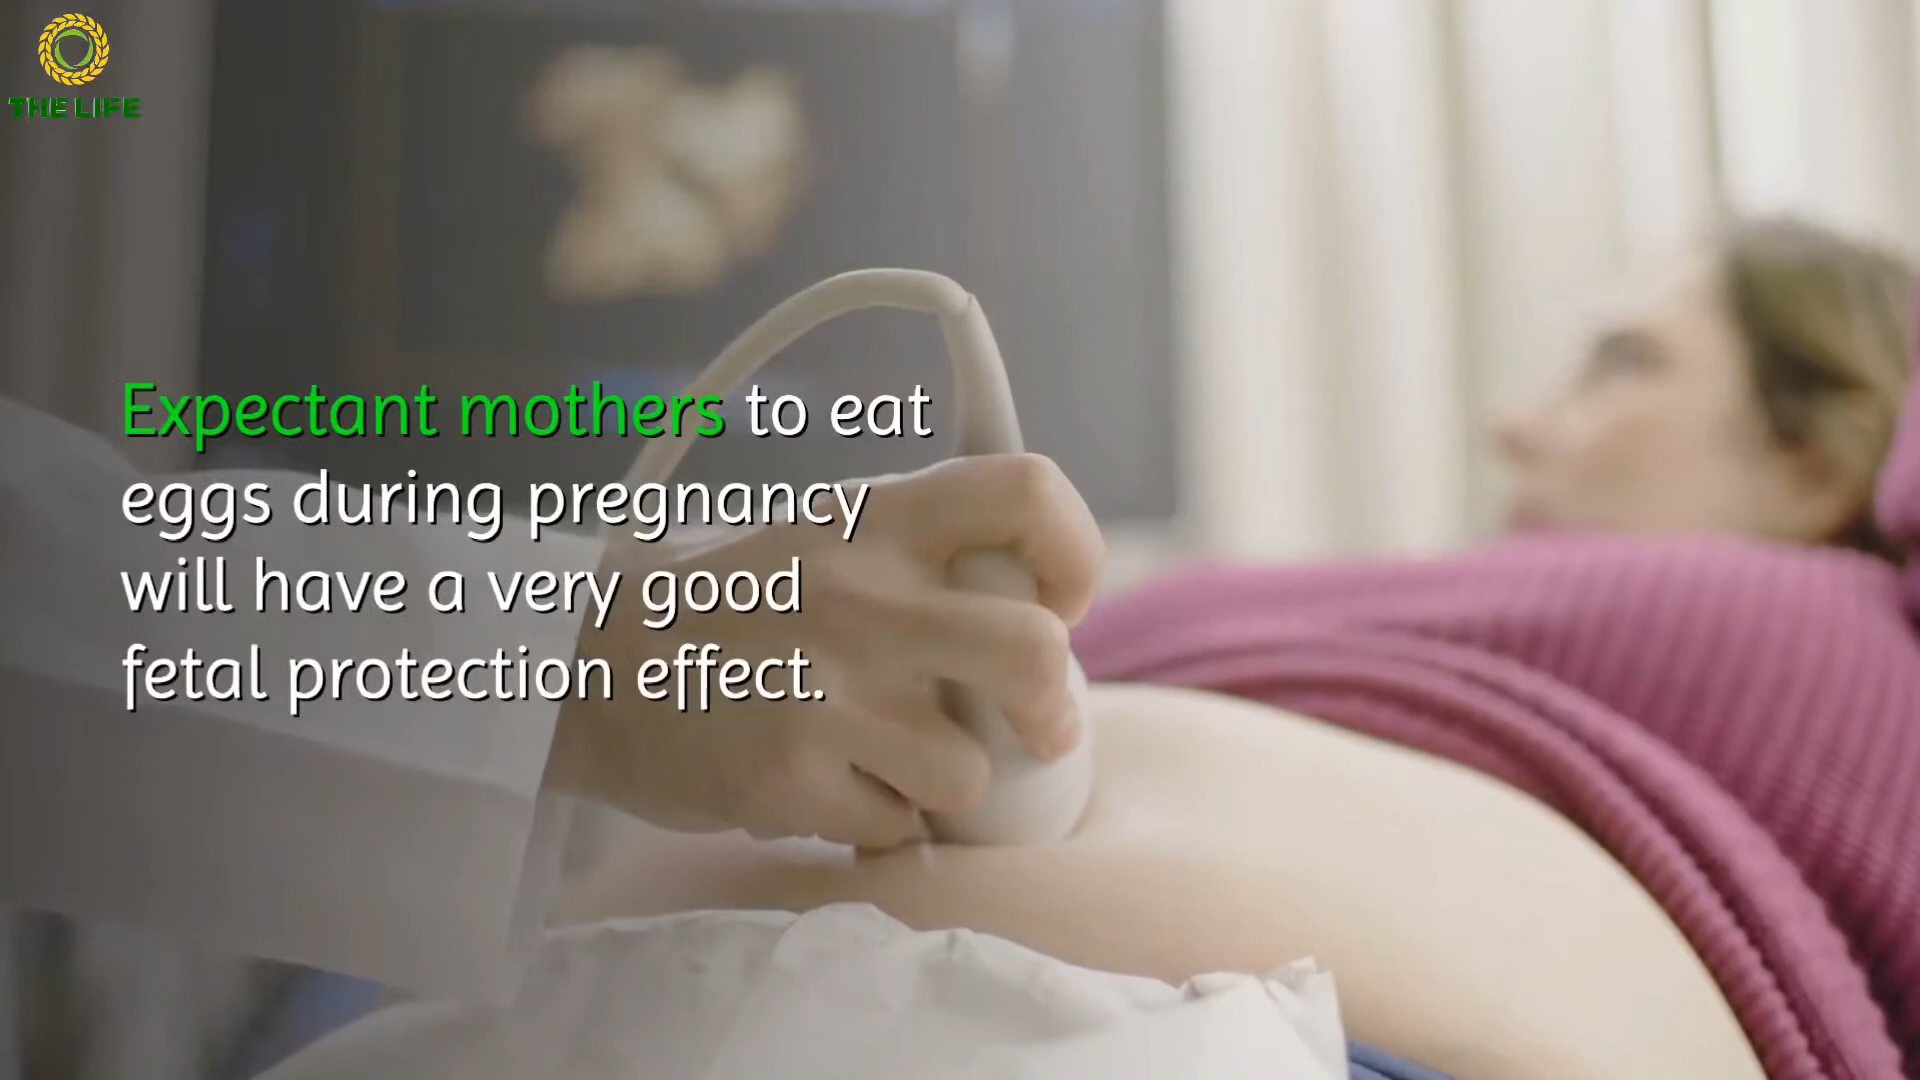 THE LIFE
Expectant mothers to eat
eggs during pregnancy
will have a very good
fetal protection effect.